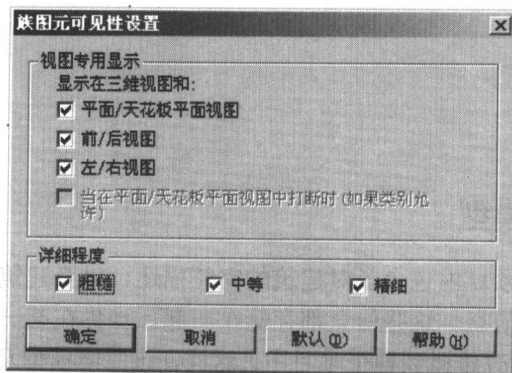 族图元可见性设置
视图专用显示
显示在三维视图和:
平面/天花板平面视图
前/后视图
左/右视图
当在平面/天花板平面视图中打断时(如果类别允
许)
详细程度
粗糙 中等 精细
确定 取消 默认(D) 帮助(H)